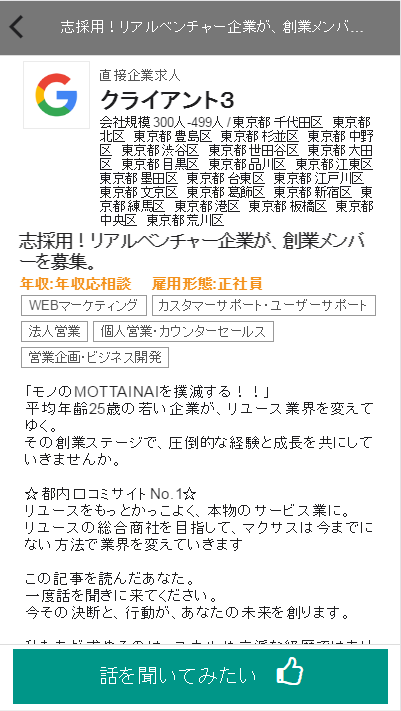 志採用！リアルベンチャー企業が、創業メンバ...
直接企業求人
クライアント３
会社規模 300人-499人 / 東京都 千代田区　東京都
北区　東京都 豊島区　東京都 杉並区　東京都 中野
区　東京都 渋谷区　東京都 世田谷区　東京都 大田
区　東京都 目黒区　東京都 品川区　東京都 江東区
東京都 墨田区　東京都 台東区　東京都 江戸川区
東京都 文京区　東京都 葛飾区　東京都 新宿区　東
京都 練馬区　東京都 港区　東京都 板橋区　東京都
中央区　東京都 荒川区
志採用！リアルベンチャー企業が、創業メンバ
ーを募集。
年収:年収応相談　雇用形態:正社員
WEBマーケティング　カスタマーサポート・ユーザーサポート
法人営業　個人営業・カウンターセールス
営業企画・ビジネス開発
「モノのMOTTAINAIを撲滅する！！」
平均年齢25歳の若い企業が、リユース業界を変えて
ゆく。
その創業ステージで、圧倒的な経験と成長を共にして
いきませんか。
☆都内口コミサイトNo.1☆
リユースをもっとかっこよく、本物のサービス業に。
リユースの総合商社を目指して、マクサスは今までに
ない方法で業界を変えていきます
この記事を読んだあなた。
一度話を聞きに来てください。
今その決断と、行動が、あなたの未来を創ります。
話を聞いてみたい